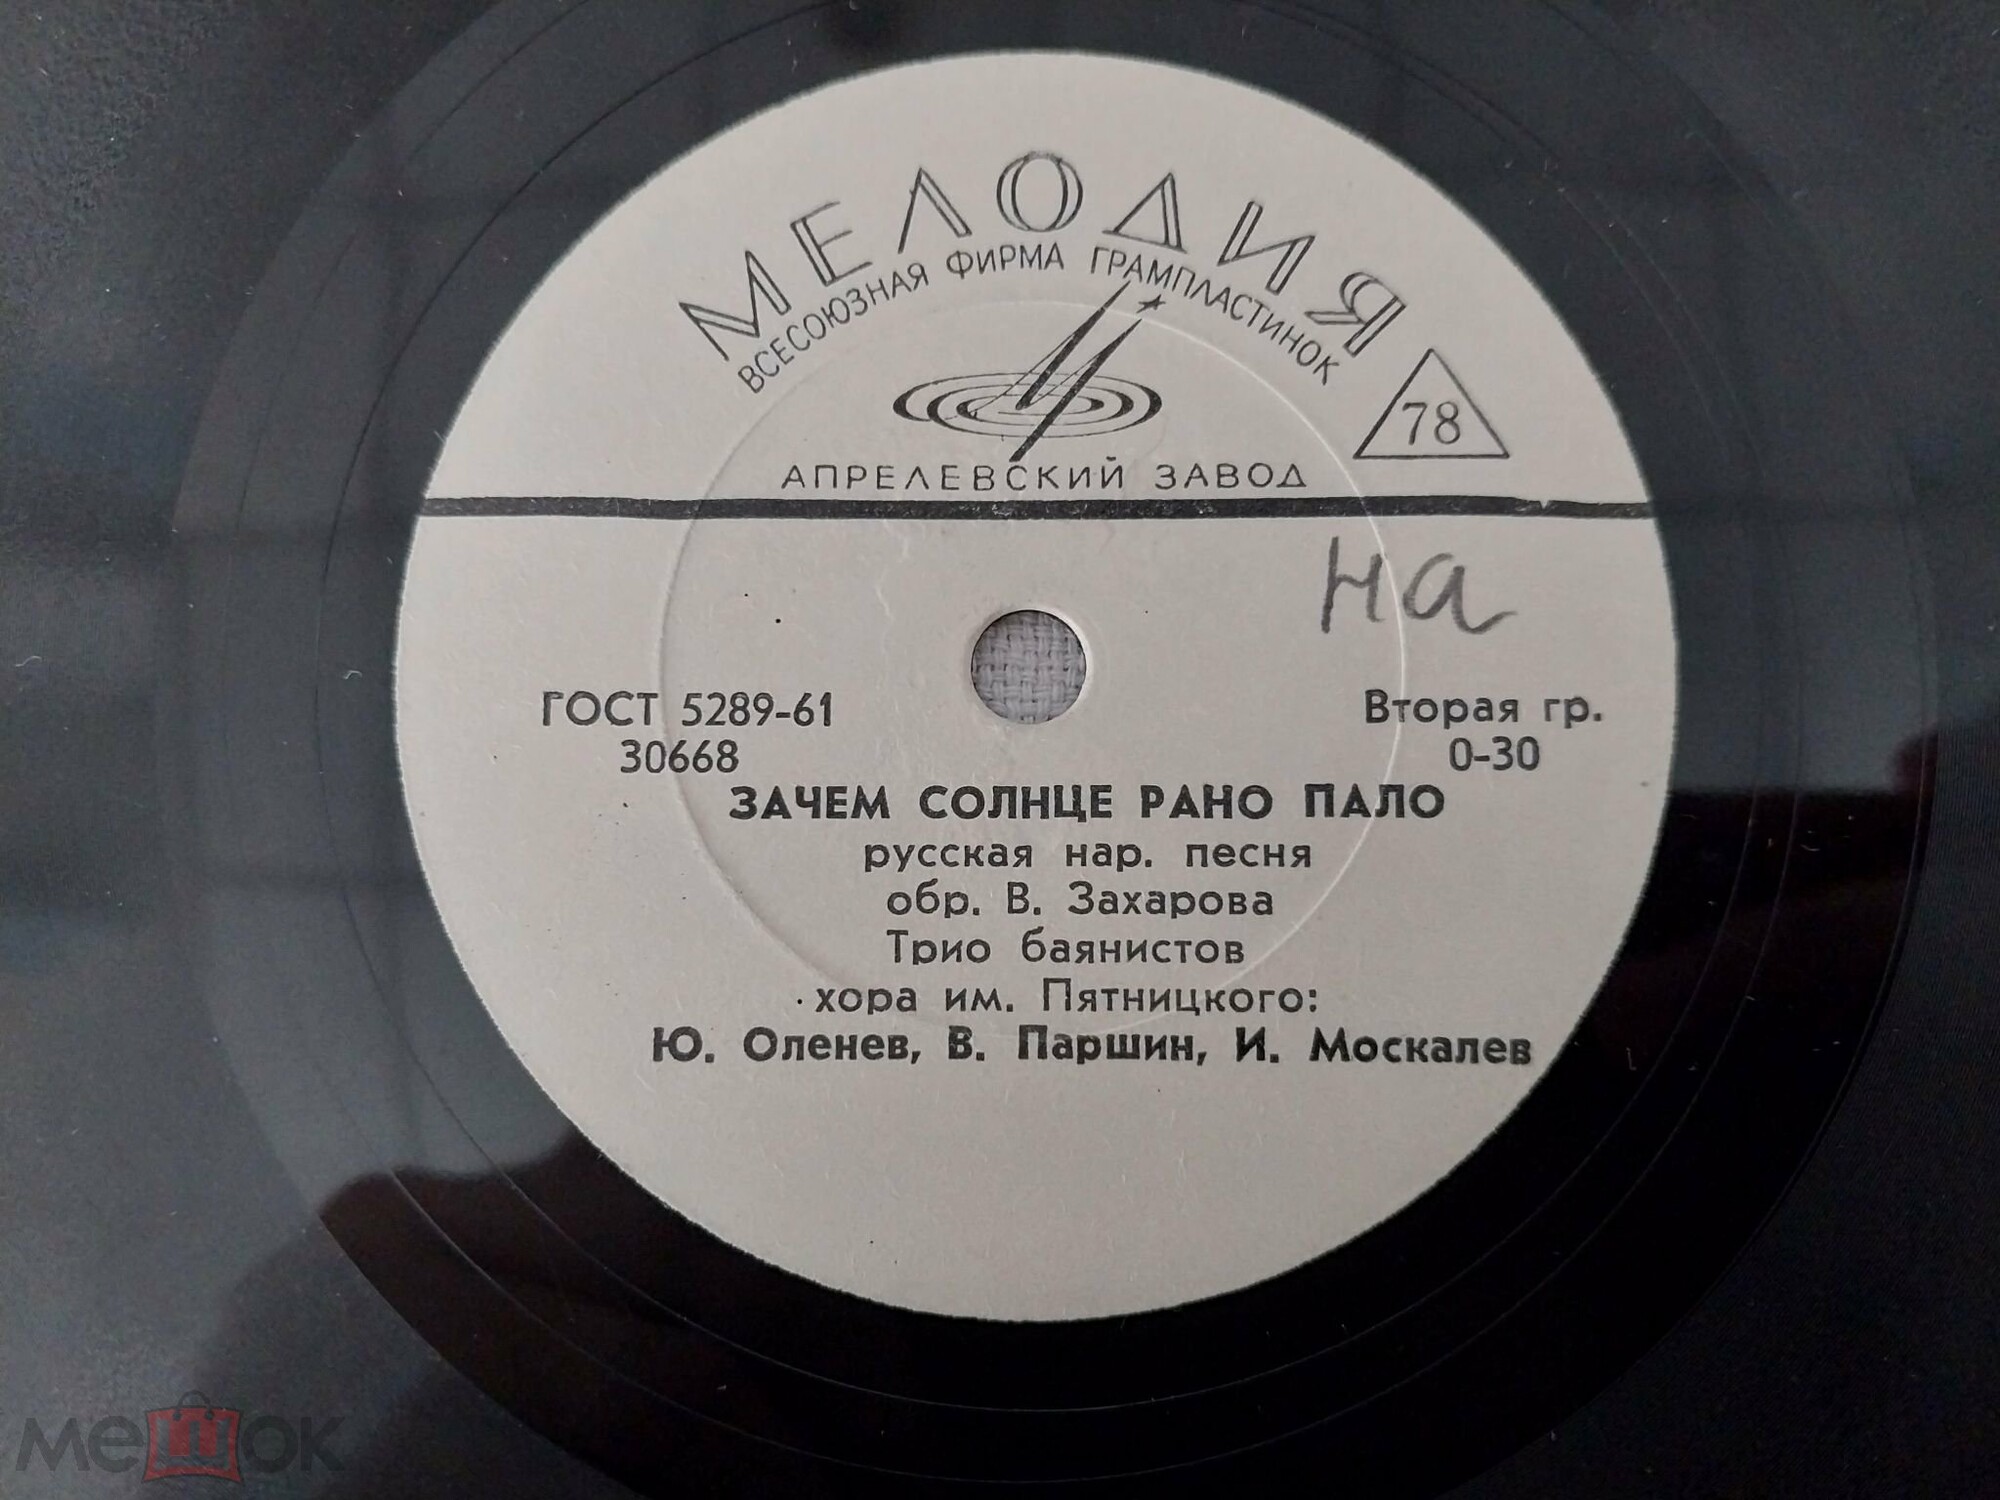 МЕЛОДИЯ
ВСЕСОЮЗНАЯ ФИРМА ГРАМПЛАСТИНОК
78
АПРЕЛЕВСКИЙ ЗАВОД
на
ГОСТ 5289-61
Вторая гр.
30668
0-30
ЗАЧЕМ СОЛНЦЕ РАНО ПАЛО
русская нар. песня
обр. В. Захарова
Трио баянистов
хора им. Пятницкого:
Ю. Оленев, В. Паршин, И. Москалев
мешок